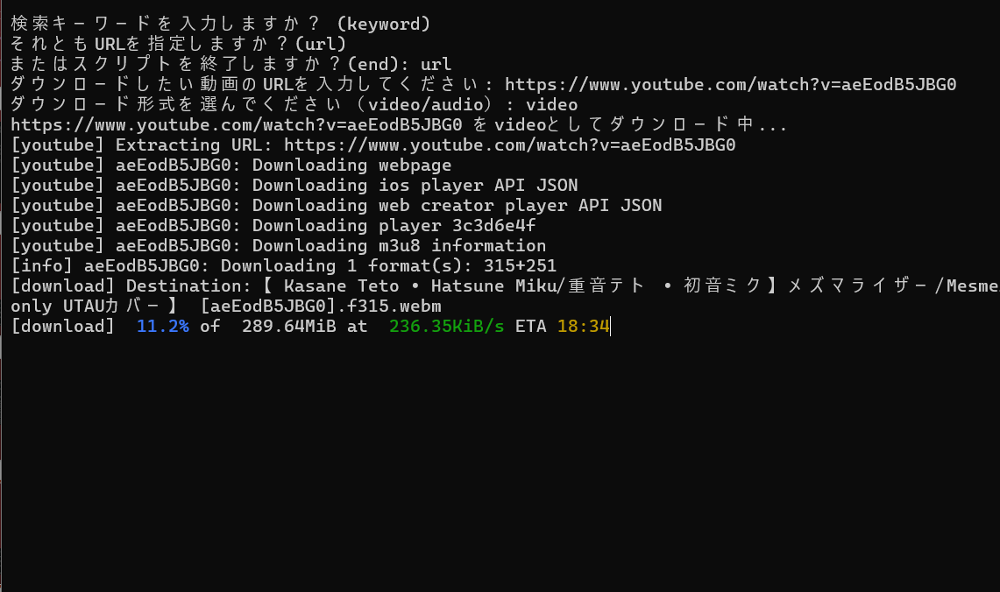 検索キーワードを入力しますか？ (keyword)
それともURLを指定しますか？(url)
またはスクリプトを終了しますか？(end): url
ダウンロードしたい動画のURLを入力してください: https://www.youtube.com/watch?v=aeEodB5JBG0
ダウンロード形式を選んでください（video/audio）: video
https://www.youtube.com/watch?v=aeEodB5JBG0 をvideoとしてダウンロード中...
[youtube] Extracting URL: https://www.youtube.com/watch?v=aeEodB5JBG0
[youtube] aeEodB5JBG0: Downloading webpage
[youtube] aeEodB5JBG0: Downloading ios player API JSON
[youtube] aeEodB5JBG0: Downloading web creator player API JSON
[youtube] aeEodB5JBG0: Downloading player 3c3d6e4f
[youtube] aeEodB5JBG0: Downloading m3u8 information
[info] aeEodB5JBG0: Downloading 1 format(s): 315+251
[download] Destination:【 Kasane Teto • Hatsune Miku⧸重音テト • 初音ミク】メズマライザー ⧸Mesme
only UTAUカバー】 [aeEodB5JBG0].f315.webm
[download]  11.2% of  289.64MiB at  236.35KiB/s ETA 18:34